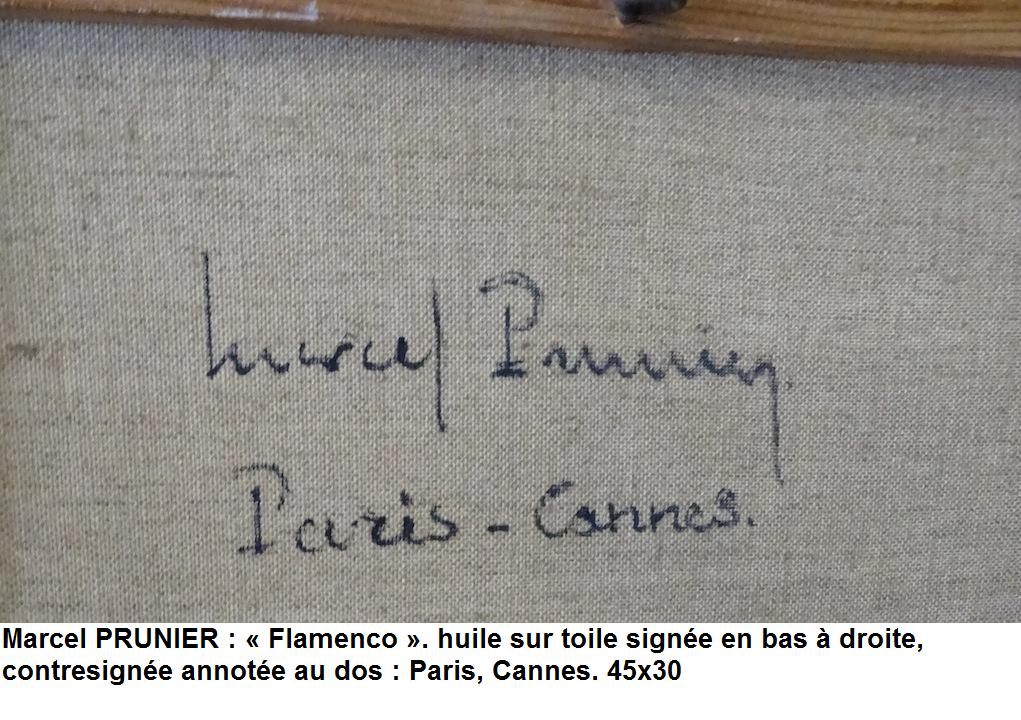 Marcel Prunier
Paris - Cannes.
Marcel PRUNIER : « Flamenco ». huile sur toile signée en bas à droite,
contresignée annotée au dos : Paris, Cannes. 45x30